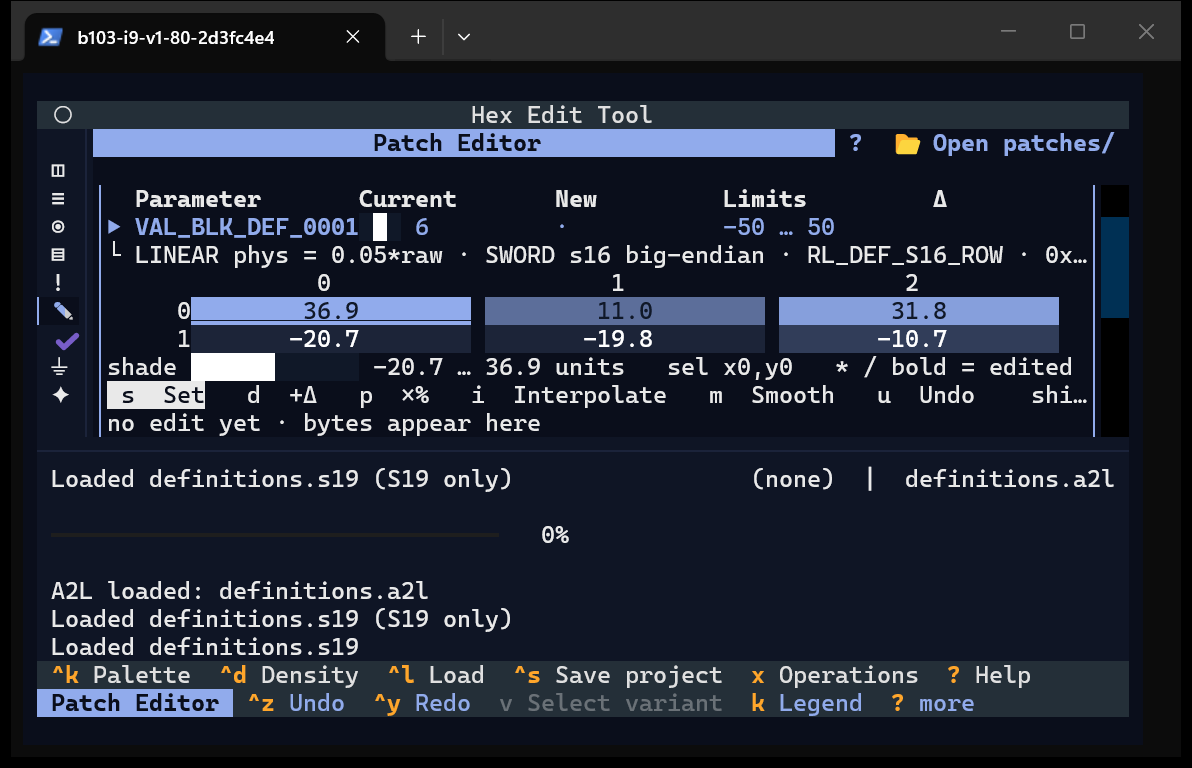 b103-i9-v1-80-2d3fc4e4
Hex Edit Tool
Patch Editor ? Open patches/
Parameter Current New Limits Δ
▶ VAL_BLK_DEF_0001 6 · -50 … 50
└ LINEAR phys = 0.05*raw · SWORD s16 big-endian · RL_DEF_S16_ROW · 0x…
0 1 2
0 36.9 11.0 31.8
1 -20.7 -19.8 -10.7
shade -20.7 … 36.9 units sel x0,y0 * / bold = edited
s Set d +Δ p ×% i Interpolate m Smooth u Undo shi…
no edit yet · bytes appear here
Loaded definitions.s19 (S19 only) (none) | definitions.a2l
0%
A2L loaded: definitions.a2l
Loaded definitions.s19 (S19 only)
Loaded definitions.s19
^k Palette ^d Density ^l Load ^s Save project x Operations ? Help
Patch Editor ^z Undo ^y Redo v Select variant k Legend ? more